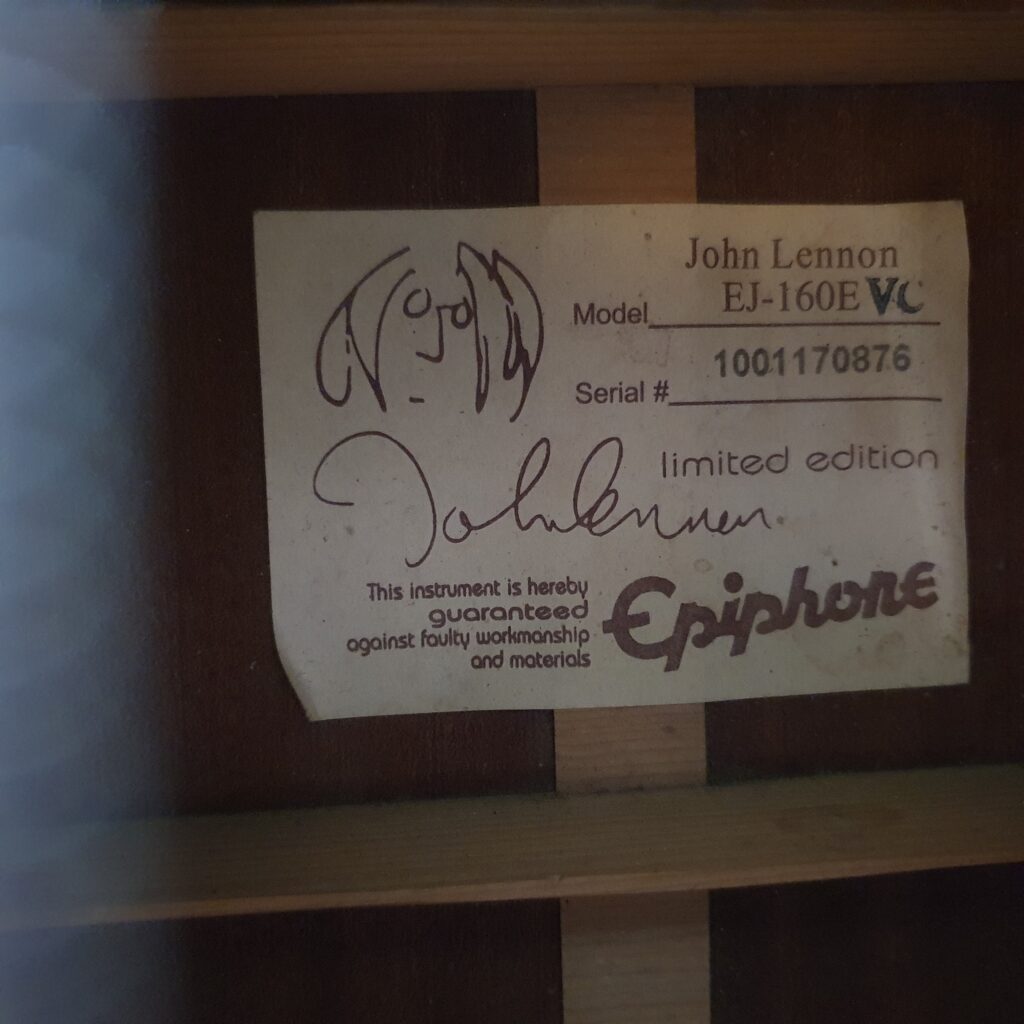 John Lennon
Model EJ-160E VC
Serial # 1001170876
limited edition
John Lennon
This instrument is hereby
guaranteed
against faulty workmanship
and materials
Epiphone